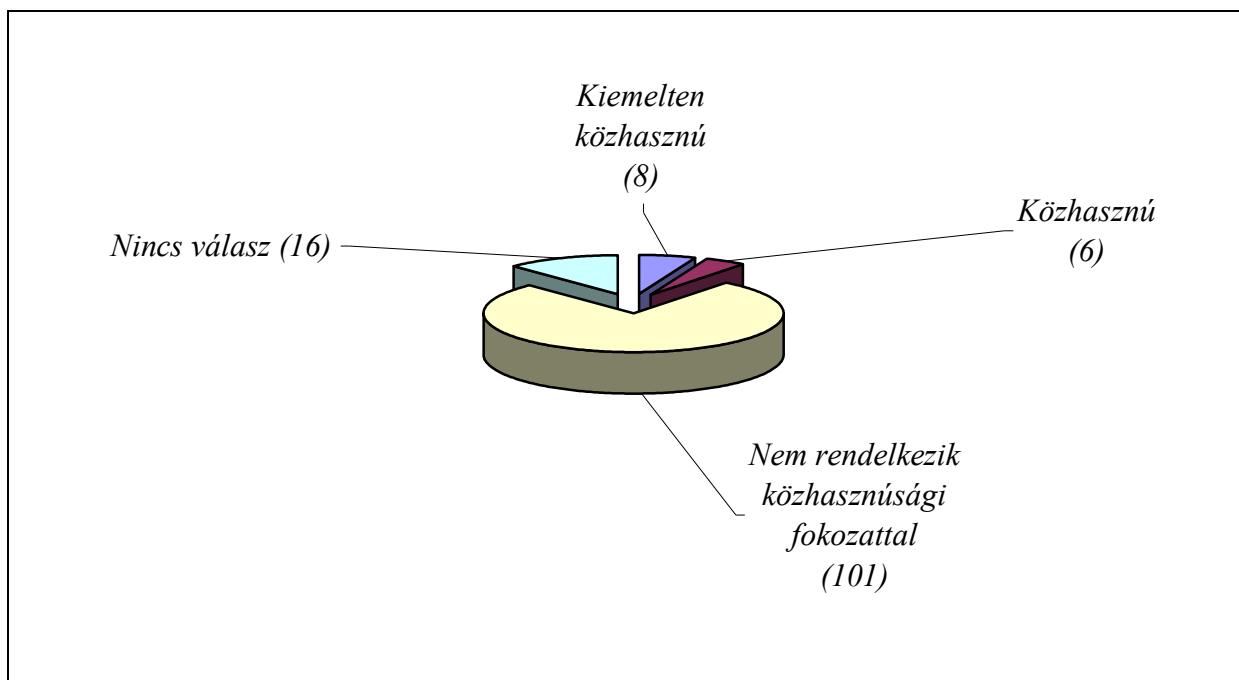 Kiemelten
közhasznú
(8)
Közhasznú
(6)
Nincs válasz (16)
Nem rendelkezik
közhasznúsági
fokozattal
(101)